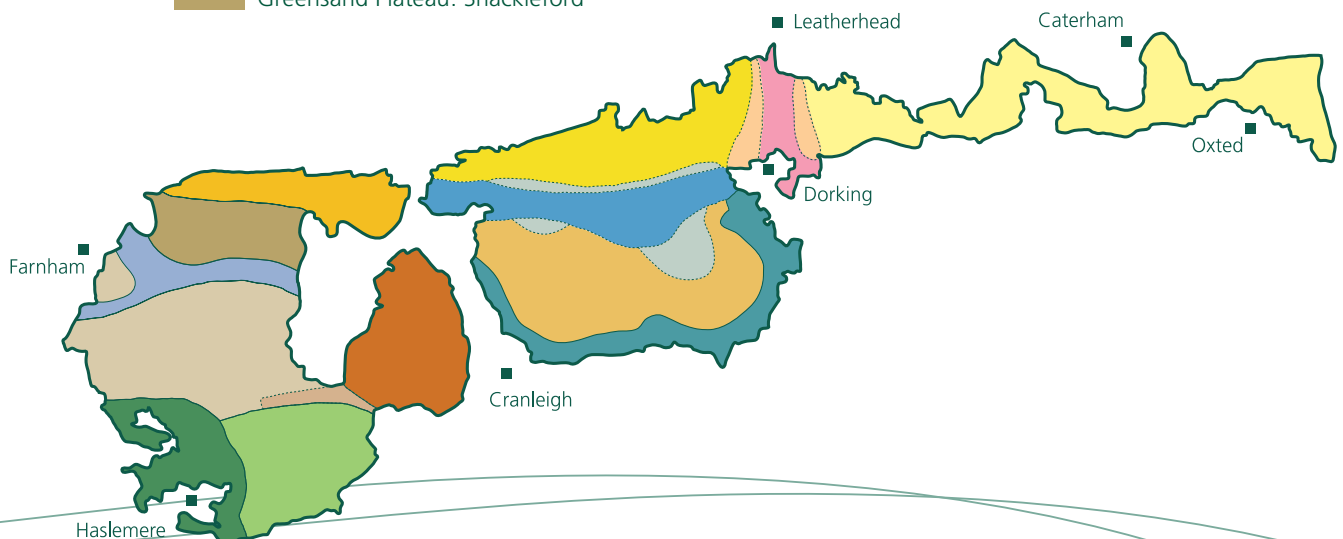 Greensand Plateau: Shackleford
Leatherhead
Caterham
Oxted
Dorking
Farnham
Cranleigh
Haslemere